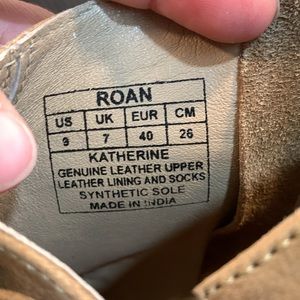 ROAN
US UK EUR CM
9 7 40 26
KATHERINE
GENUINE LEATHER UPPER
LEATHER LINING AND SOCKS
SYNTHETIC SOLE
MADE IN INDIA